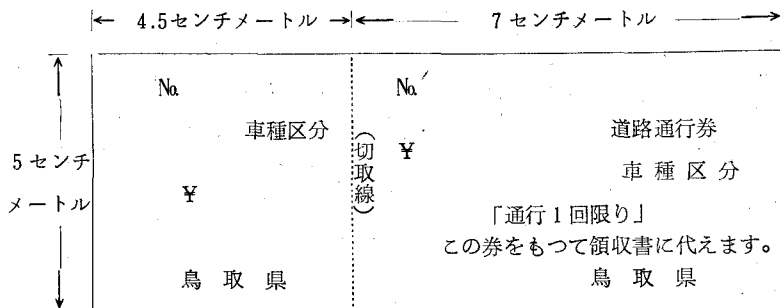 4.5センチメートル
7センチメートル
5センチ
メートル
No.
車種区分
¥
鳥取県
(切取線)
No.
道路通行券
¥
車種区分
「通行1回限り」
この券をもつて領収書に代えます。
鳥取県